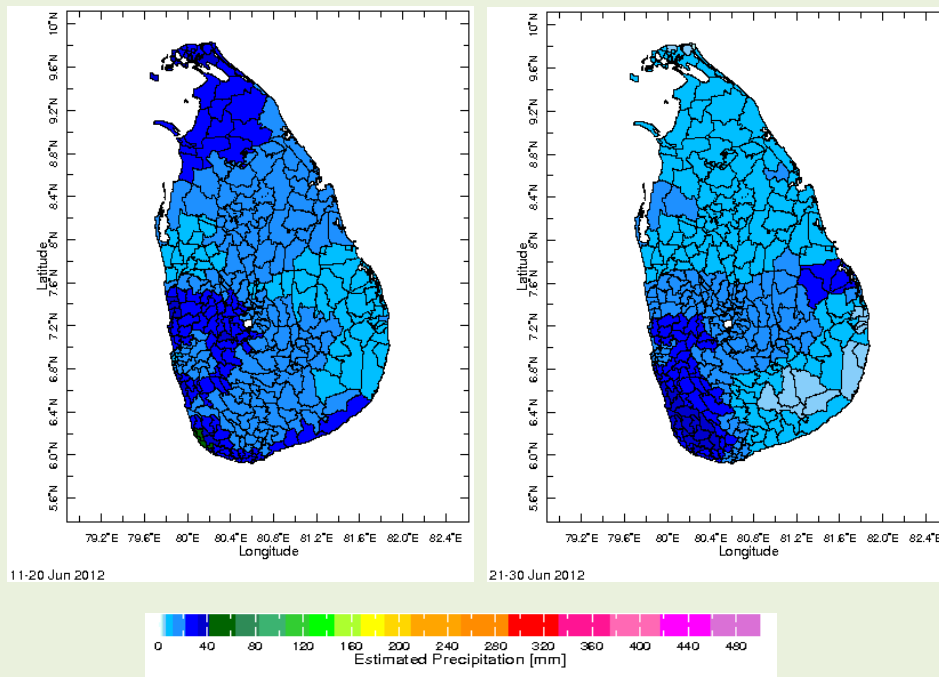 10°N
9.6°N
9.2°N
8.8°N
8.4°N
8°N
7.6°N
7.2°N
6.8°N
6.4°N
6.0°N
5.6°N
Latitude
79.2°E 79.6°E 80°E 80.4°E 80.8°E 81.2°E 81.6°E 82.0°E 82.4°E
Longitude
11-20 Jun 2012
10°N
9.6°N
9.2°N
8.8°N
8.4°N
8°N
7.6°N
7.2°N
6.8°N
6.4°N
6.0°N
5.6°N
Latitude
79.2°E 79.6°E 80°E 80.4°E 80.8°E 81.2°E 81.6°E 82.0°E 82.4°E
Longitude
21-30 Jun 2012
0 40 80 120 160 200 240 280 320 360 400 440 480
Estimated Precipitation [mm]